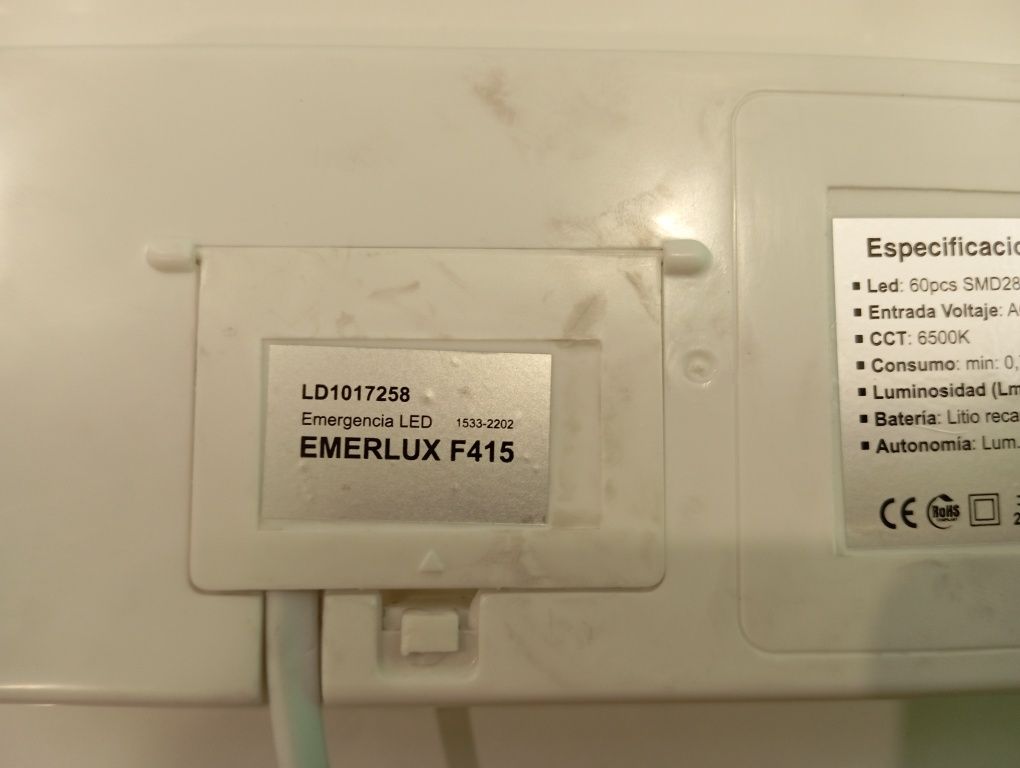 LD1017258
Emergencia LED 1533-2202
EMERLUX F415
Especificacio
Led: 60pcs SMD28
Entrada Voltaje: A
CCT: 6500K
Consumo: min: 0,
Luminosidad (Lm
Batería: Litio reca
Autonomía: Lum.
CE RoHS